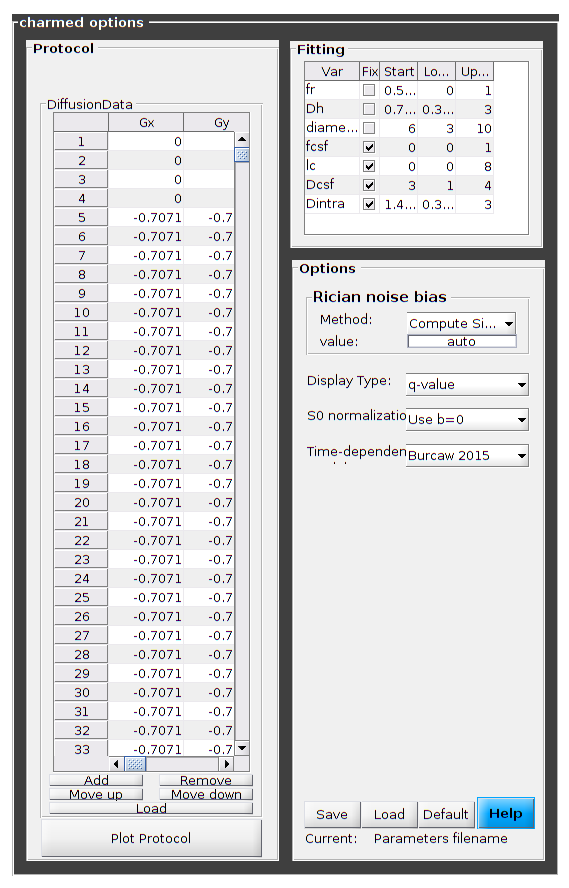 charmed options
Protocol
DiffusionData
Gx Gy
1 0
2 0
3 0
4 0
5 -0.7071 -0.7
6 -0.7071 -0.7
7 -0.7071 -0.7
8 -0.7071 -0.7
9 -0.7071 -0.7
10 -0.7071 -0.7
11 -0.7071 -0.7
12 -0.7071 -0.7
13 -0.7071 -0.7
14 -0.7071 -0.7
15 -0.7071 -0.7
16 -0.7071 -0.7
17 -0.7071 -0.7
18 -0.7071 -0.7
19 -0.7071 -0.7
20 -0.7071 -0.7
21 -0.7071 -0.7
22 -0.7071 -0.7
23 -0.7071 -0.7
24 -0.7071 -0.7
25 -0.7071 -0.7
26 -0.7071 -0.7
27 -0.7071 -0.7
28 -0.7071 -0.7
29 -0.7071 -0.7
30 -0.7071 -0.7
31 -0.7071 -0.7
32 -0.7071 -0.7
33 -0.7071 -0.7
Add Remove
Move up Move down
Load
Plot Protocol
Fitting
Var Fix Start Lo... Up...
fr 0.5... 0 1
Dh 0.7... 0.3... 3
diame... 6 3 10
fcsf 0 0 1
lc 0 0 8
Dcsf 3 1 4
Dintra 1.4... 0.3... 3
Options
Rician noise bias
Method: Compute Si...
value: auto
Display Type: q-value
S0 normalizatio Use b=0
Time-dependen Burcaw 2015
Save Load Default Help
Current: Parameters filename